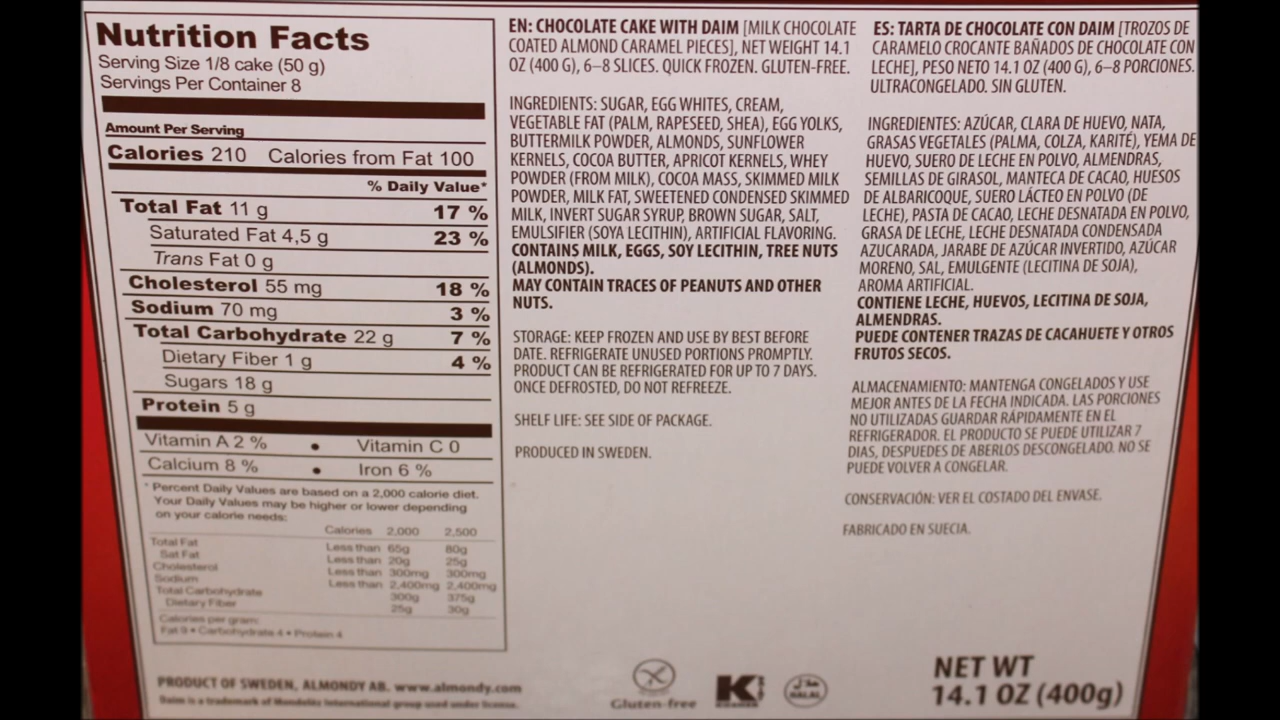 Nutrition Facts
Serving Size 1/8 cake (50 g)
Servings Per Container 8
Amount Per Serving
Calories 210 Calories from Fat 100
% Daily Value*
Total Fat 11 g 17 %
Saturated Fat 4,5 g 23 %
Trans Fat 0 g
Cholesterol 55 mg 18 %
Sodium 70 mg 3 %
Total Carbohydrate 22 g 7 %
Dietary Fiber 1 g 4 %
Sugars 18 g
Protein 5 g
Vitamin A 2 % • Vitamin C 0
Calcium 8 % • Iron 6 %
* Percent Daily Values are based on a 2,000 calorie diet.
Your Daily Values may be higher or lower depending
on your calorie needs:
Calories 2,000 2,500
Total Fat Less than 65g 80g
Sat Fat Less than 20g 25g
Cholesterol Less than 300mg 300mg
Sodium Less than 2,400mg 2,400mg
Total Carbohydrate 300g 375g
Dietary Fiber 25g 30g
Calories per gram:
Fat 9 • Carbohydrate 4 • Protein 4
EN: CHOCOLATE CAKE WITH DAIM [MILK CHOCOLATE
COATED ALMOND CARAMEL PIECES], NET WEIGHT 14.1
OZ (400 G), 6–8 SLICES. QUICK FROZEN. GLUTEN-FREE.
INGREDIENTS: SUGAR, EGG WHITES, CREAM,
VEGETABLE FAT (PALM, RAPESEED, SHEA), EGG YOLKS,
BUTTERMILK POWDER, ALMONDS, SUNFLOWER
KERNELS, COCOA BUTTER, APRICOT KERNELS, WHEY
POWDER (FROM MILK), COCOA MASS, SKIMMED MILK
POWDER, MILK FAT, SWEETENED CONDENSED SKIMMED
MILK, INVERT SUGAR SYRUP, BROWN SUGAR, SALT,
EMULSIFIER (SOYA LECITHIN), ARTIFICIAL FLAVORING.
CONTAINS MILK, EGGS, SOY LECITHIN, TREE NUTS
(ALMONDS).
MAY CONTAIN TRACES OF PEANUTS AND OTHER
NUTS.
STORAGE: KEEP FROZEN AND USE BY BEST BEFORE
DATE. REFRIGERATE UNUSED PORTIONS PROMPTLY.
PRODUCT CAN BE REFRIGERATED FOR UP TO 7 DAYS.
ONCE DEFROSTED, DO NOT REFREEZE.
SHELF LIFE: SEE SIDE OF PACKAGE.
PRODUCED IN SWEDEN.
ES: TARTA DE CHOCOLATE CON DAIM [TROZOS DE
CARAMELO CROCANTE BAÑADOS DE CHOCOLATE CON
LECHE], PESO NETO 14.1 OZ (400 G), 6–8 PORCIONES.
ULTRACONGELADO. SIN GLUTEN.
INGREDIENTES: AZÚCAR, CLARA DE HUEVO, NATA,
GRASAS VEGETALES (PALMA, COLZA, KARITÉ), YEMA DE
HUEVO, SUERO DE LECHE EN POLVO, ALMENDRAS,
SEMILLAS DE GIRASOL, MANTECA DE CACAO, HUESOS
DE ALBARICOQUE, SUERO LÁCTEO EN POLVO (DE
LECHE), PASTA DE CACAO, LECHE DESNATADA EN POLVO,
GRASA DE LECHE, LECHE DESNATADA CONDENSADA
AZUCARADA, JARABE DE AZÚCAR INVERTIDO, AZÚCAR
MORENO, SAL, EMULGENTE (LECITINA DE SOJA),
AROMA ARTIFICIAL.
CONTIENE LECHE, HUEVOS, LECITINA DE SOJA,
ALMENDRAS.
PUEDE CONTENER TRAZAS DE CACAHUETE Y OTROS
FRUTOS SECOS.
ALMACENAMIENTO: MANTENGA CONGELADOS Y USE
MEJOR ANTES DE LA FECHA INDICADA. LAS PORCIONES
NO UTILIZADAS GUARDAR RÁPIDAMENTE EN EL
REFRIGERADOR. EL PRODUCTO SE PUEDE UTILIZAR 7
DIAS, DESPUEDES DE ABERLOS DESCONGELADO. NO SE
PUEDE VOLVER A CONGELAR.
CONSERVACIÓN: VER EL COSTADO DEL ENVASE.
FABRICADO EN SUECIA.
PRODUCT OF SWEDEN, ALMONDY AB. www.almondy.com
Daim is a trademark of Mondelēz International group used under license.
Gluten-free
K
HALAL
NET WT
14.1 OZ (400g)